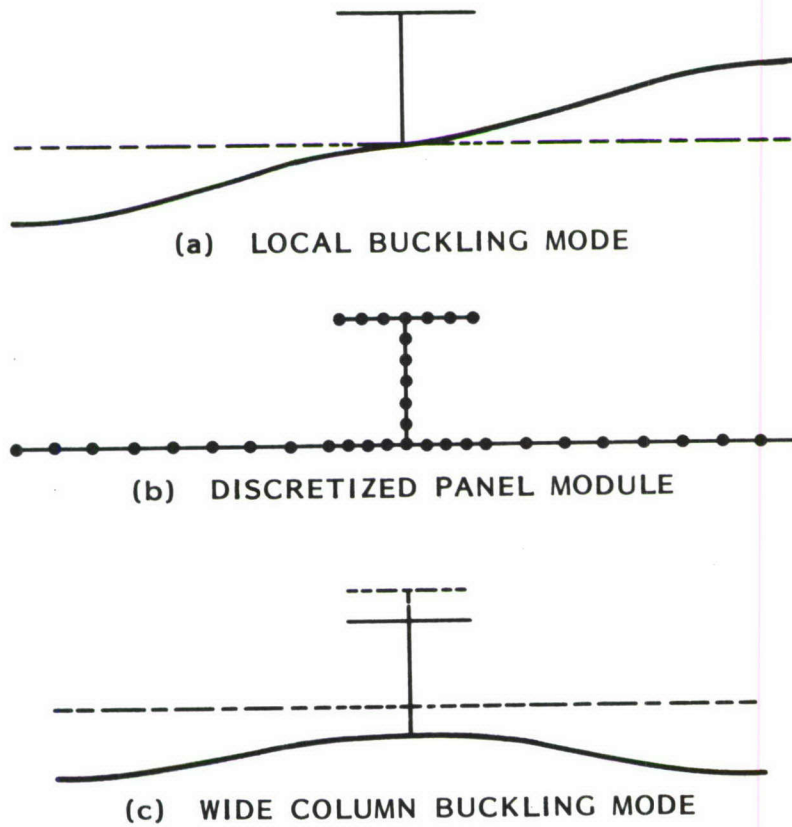 (a) LOCAL BUCKLING MODE
(b) DISCRETIZED PANEL MODULE
(c) WIDE COLUMN BUCKLING MODE